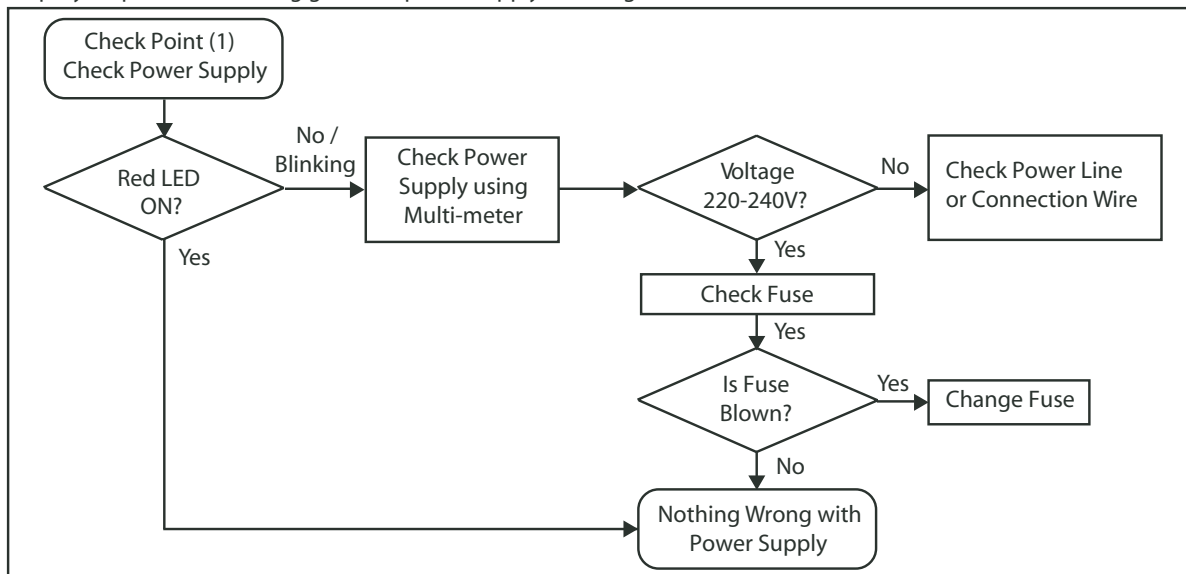 Check Point (1)
Check Power Supply
Red LED
ON?
No /
Blinking
Yes
Check Power
Supply using
Multi-meter
Voltage
220-240V?
No
Check Power Line
or Connection Wire
Yes
Check Fuse
Yes
Is Fuse
Blown?
Yes
Change Fuse
No
Nothing Wrong with
Power Supply